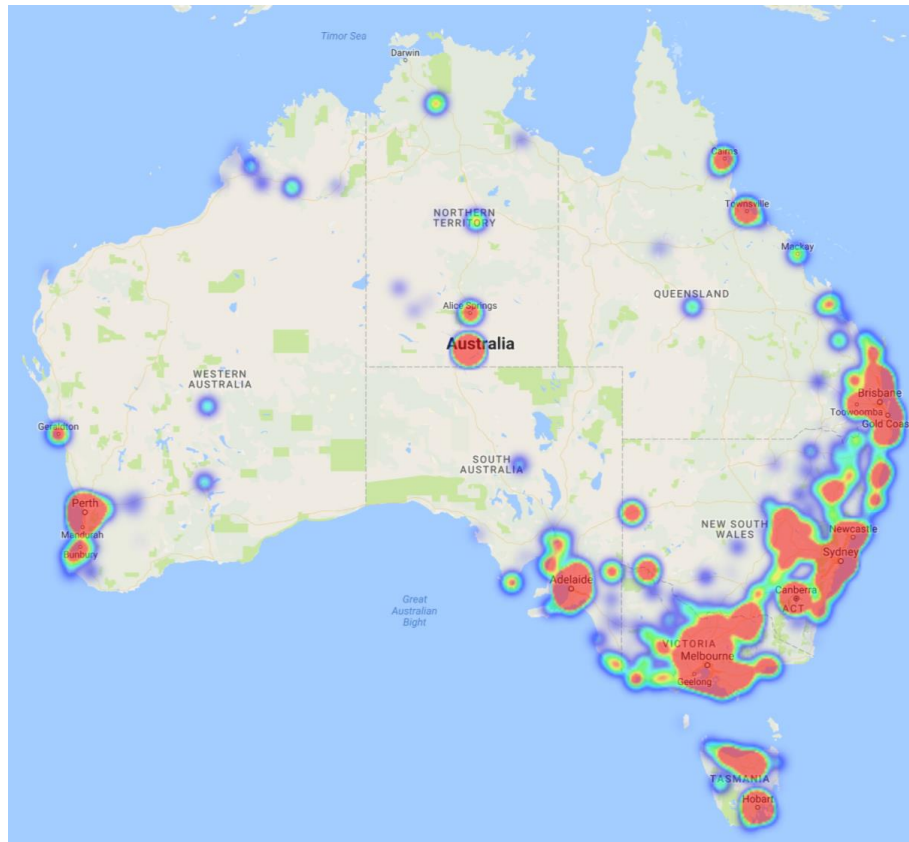 Timor Sea
Darwin
Cairns
Townsville
NORTHERN
TERRITORY
Mackay
QUEENSLAND
Alice Springs
Australia
WESTERN
AUSTRALIA
Brisbane
Toowoomba
Gold Coas
Geraldton
SOUTH
AUSTRALIA
Perth
Mandurah
Bunbury
NEW SOUTH
WALES
Newcastle
Sydney
Adelaide
Canberra
ACT
Great
Australian
Bight
VICTORIA
Melbourne
Geelong
TASMANIA
Hobart